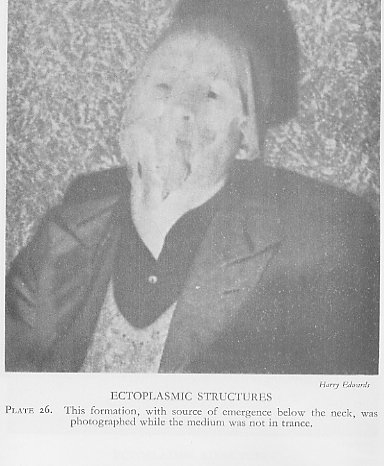 Harry Edwards
ECTOPLASMIC STRUCTURES
PLATE 26. This formation, with source of emergence below the neck, was
photographed while the medium was not in trance.